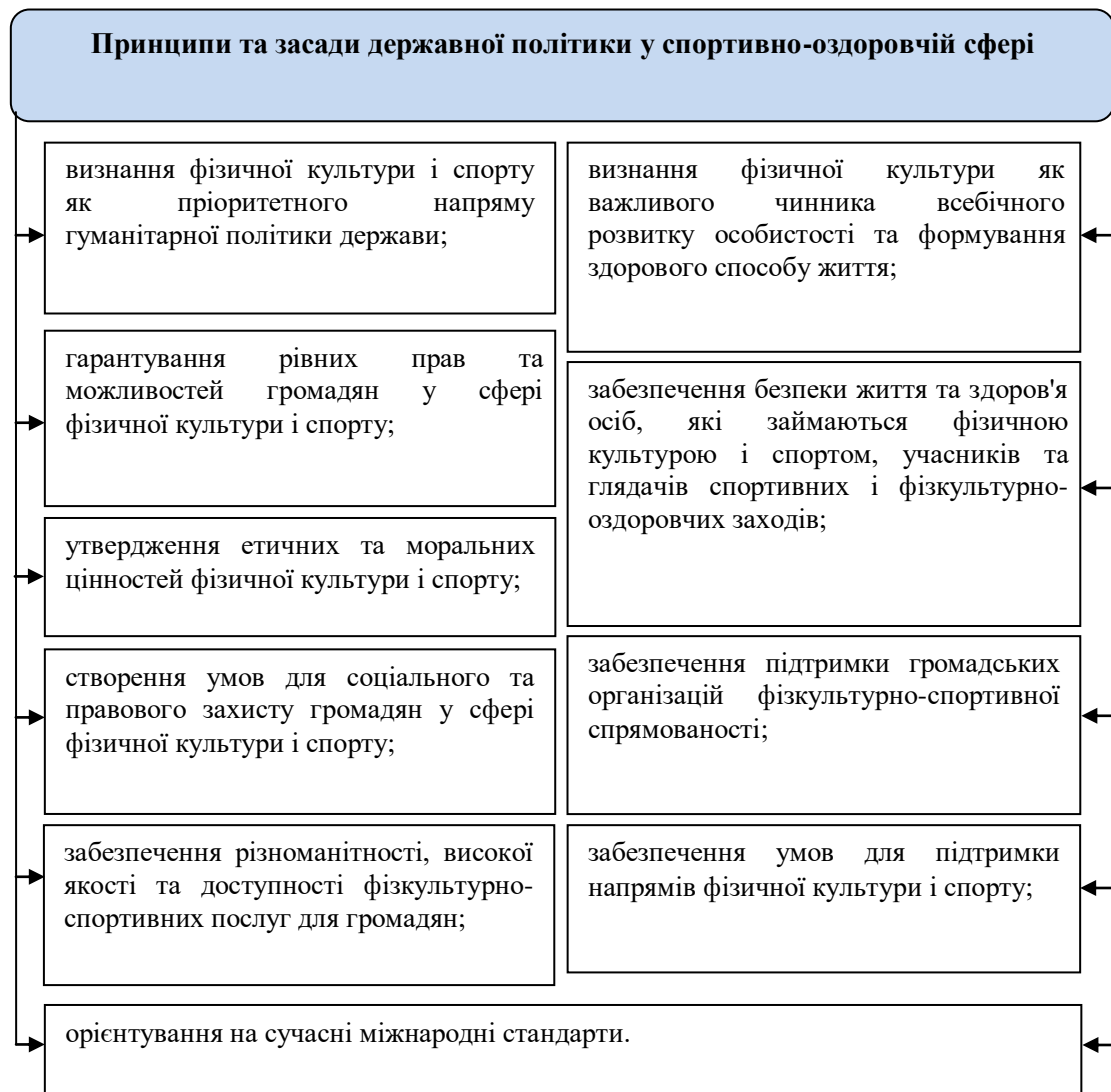 Принципи та засади державної політики у спортивно-оздоровчій сфері
визнання фізичної культури і спорту
як пріоритетного напряму
гуманітарної політики держави;
гарантування рівних прав та
можливостей громадян у сфері
фізичної культури і спорту;
утвердження етичних та моральних
цінностей фізичної культури і спорту;
створення умов для соціального та
правового захисту громадян у сфері
фізичної культури і спорту;
забезпечення різноманітності, високої
якості та доступності фізкультурно-
спортивних послуг для громадян;
визнання фізичної культури як
важливого чинника всебічного
розвитку особистості та формування
здорового способу життя;
забезпечення безпеки життя та здоров'я
осіб, які займаються фізичною
культурою і спортом, учасників та
глядачів спортивних і фізкультурно-
оздоровчих заходів;
забезпечення підтримки громадських
організацій фізкультурно-спортивної
спрямованості;
забезпечення умов для підтримки
напрямів фізичної культури і спорту;
орієнтування на сучасні міжнародні стандарти.